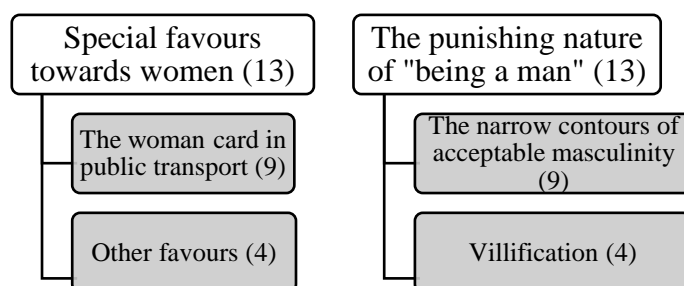 Special favours
towards women (13)
The woman card in
public transport (9)
Other favours (4)
The punishing nature
of "being a man" (13)
The narrow contours of
acceptable masculinity
(9)
Villification (4)